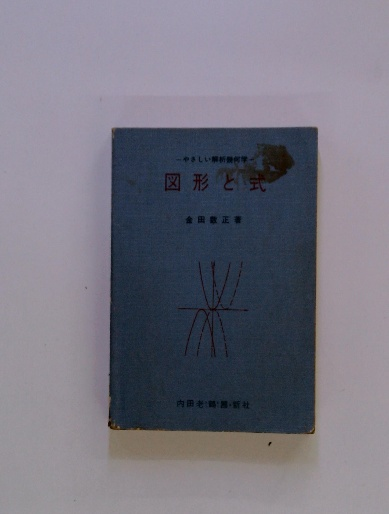 ―やさしい解析幾何学―
図形と式
金田数正著
内田老鶴圃新社